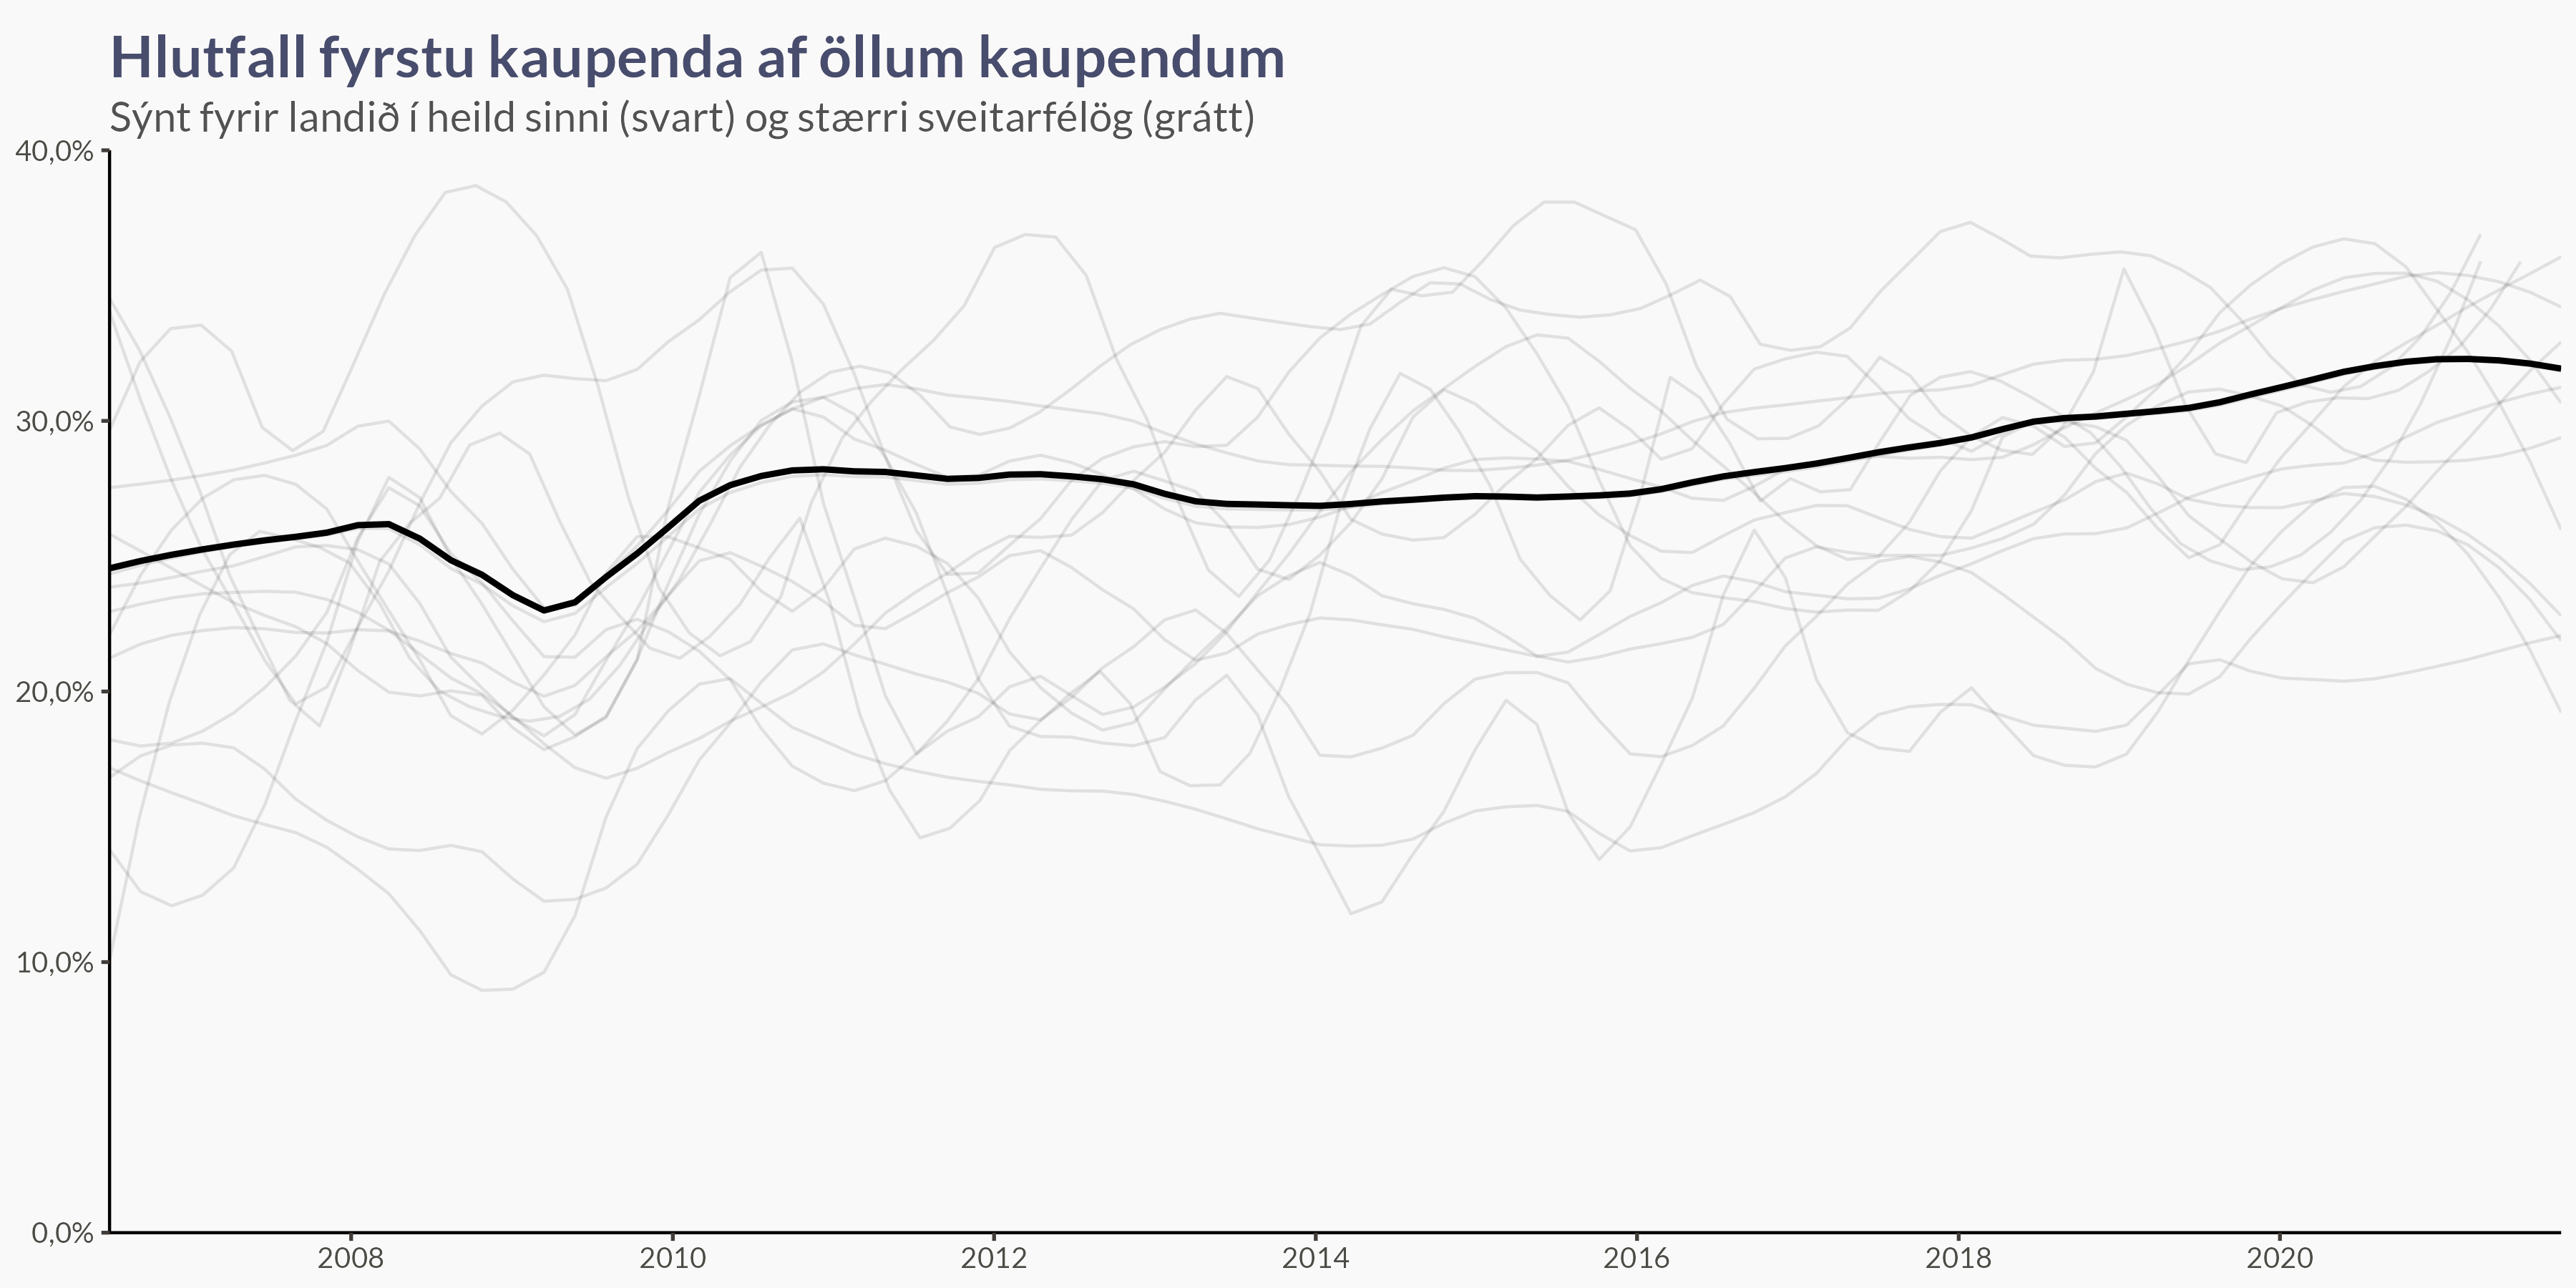 Hlutfall fyrstu kaupenda af öllum kaupendum
Sýnt fyrir landið í heild sinni (svart) og stærri sveitarfélög (grátt)
40,0%
30,0%
20,0%
10,0%
0,0%
2008 2010 2012 2014 2016 2018 2020